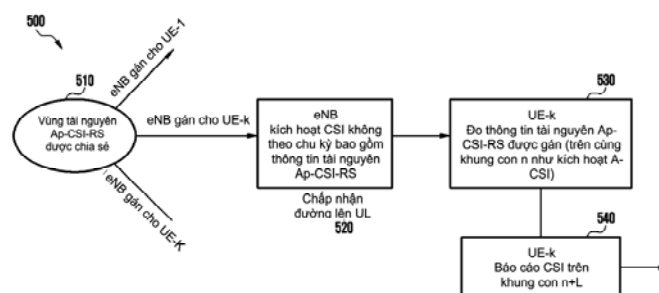 500
510
Vùng tài nguyên
Ap-CSI-RS
được chia sẻ
eNB gán cho UE-1
eNB gán cho UE-k
eNB gán cho UE-K
eNB
kích hoạt CSI không
theo chu kỳ bao gồm
thông tin tài nguyên
Ap-CSI-RS
Chấp nhận
đường lên UL
520
530
UE-k
Đo thông tin tài nguyên Ap-
CSI-RS được gán (trên cùng
khung con n như kích hoạt A-
CSI)
540
UE-k
Báo cáo CSI trên
khung con n+L